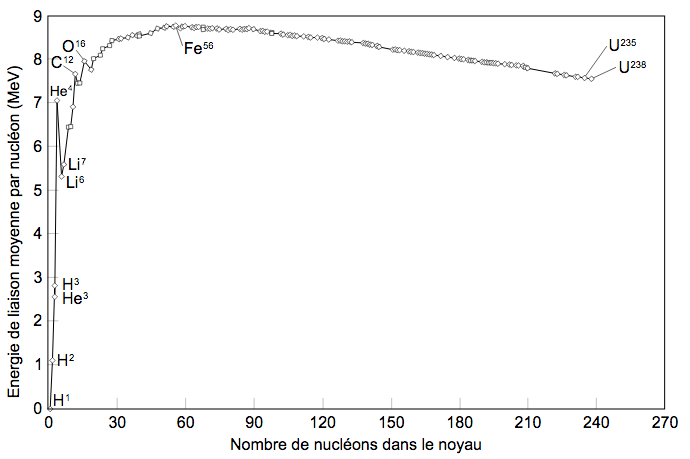 Energie de liaison moyenne par nucléon (MeV)
9
8
7
6
5
4
3
2
1
0
O¹⁶
C¹²
He⁴
Li⁷
Li⁶
H³
He³
H²
H¹
Fe⁵⁶
U²³⁵
U²³⁸
0 30 60 90 120 150 180 210 240 270
Nombre de nucléons dans le noyau